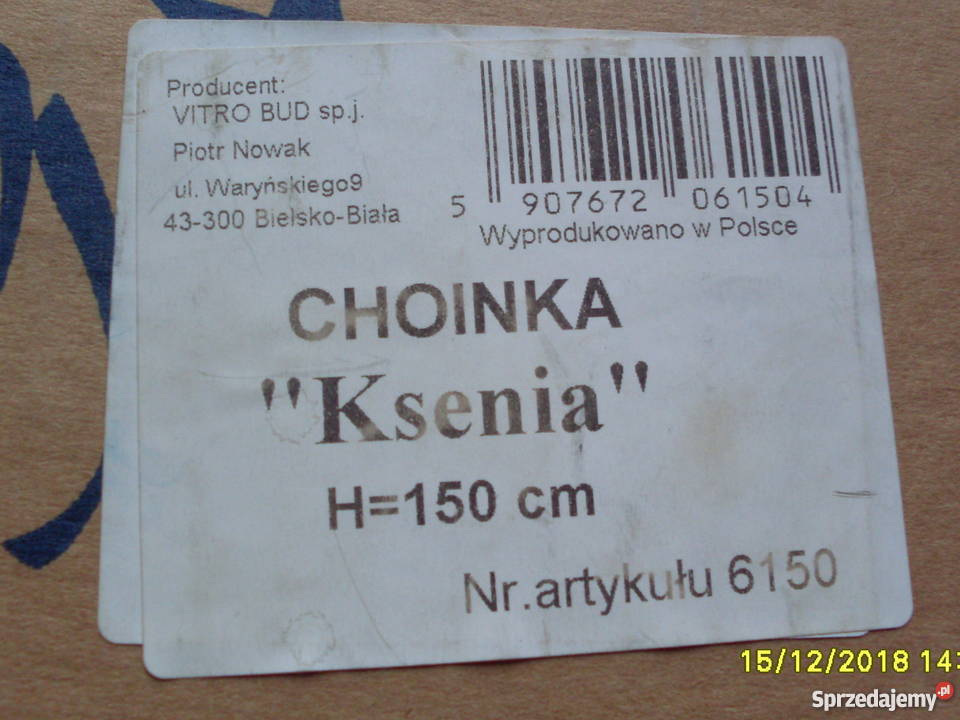 Producent:
VITRO BUD sp.j.
Piotr Nowak
ul. Waryńskiego9
43-300 Bielsko-Biała
5 907672 061504
Wyprodukowano w Polsce
CHOINKA
"Ksenia"
H=150 cm
Nr.artykułu 6150
15/12/2018 14:
Sprzedajemy.pl